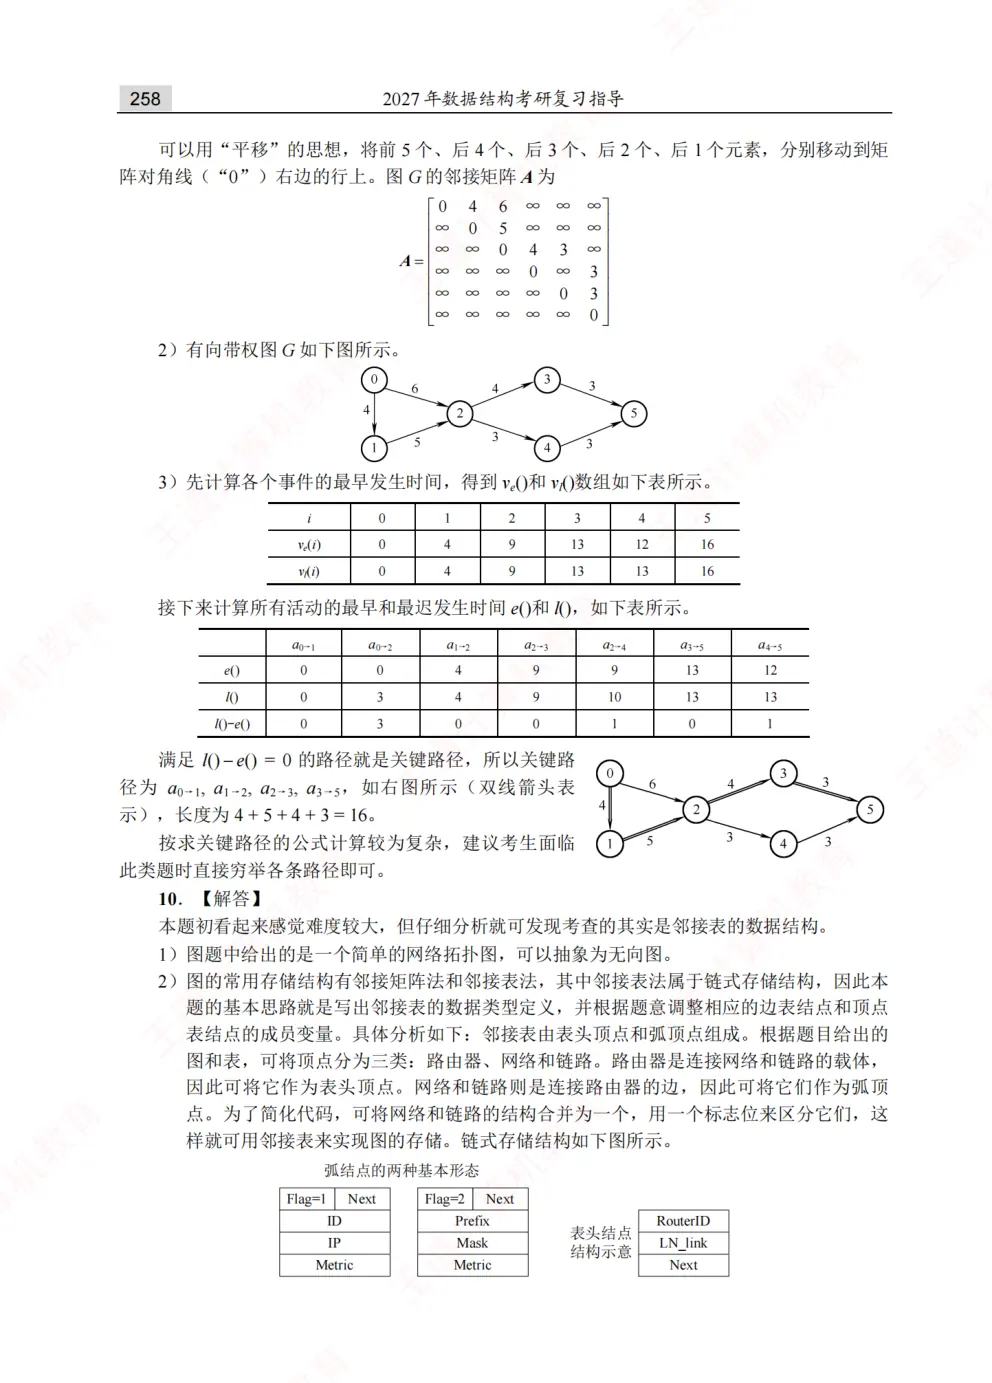 258
2027 年数据结构考研复习指导
可以用“平移”的思想，将前 5 个、后 4 个、后 3 个、后 2 个、后 1 个元素，分别移动到矩
阵对角线（“0”）右边的行上。图 G 的邻接矩阵 A 为
0 4 6 ∞ ∞ ∞
∞ 0 5 ∞ ∞ ∞
∞ ∞ 0 4 3 ∞
A =
∞ ∞ ∞ 0 ∞ 3
∞ ∞ ∞ ∞ 0 3
∞ ∞ ∞ ∞ ∞ 0
2）有向带权图 G 如下图所示。
0 6 4 3 3
4 2 5
1 5 3 4 3
3）先计算各个事件的最早发生时间，得到 ve()和 vl()数组如下表所示。
i 0 1 2 3 4 5
ve(i) 0 4 9 13 12 16
vl(i) 0 4 9 13 13 16
接下来计算所有活动的最早和最迟发生时间 e()和 l()，如下表所示。
a0→1 a0→2 a1→2 a2→3 a2→4 a3→5 a4→5
e() 0 0 4 9 9 13 12
l() 0 3 4 9 10 13 13
l()−e() 0 3 0 0 1 0 1
满足 l() − e() = 0 的路径就是关键路径，所以关键路
径为 a0→1, a1→2, a2→3, a3→5，如右图所示（双线箭头表
示），长度为 4 + 5 + 4 + 3 = 16。
按求关键路径的公式计算较为复杂，建议考生面临
此类题时直接穷举各条路径即可。
0 6 4 3 3
4 2 5
1 5 3 4 3
10．【解答】
本题初看起来感觉难度较大，但仔细分析就可发现考查的其实是邻接表的数据结构。
1）图题中给出的是一个简单的网络拓扑图，可以抽象为无向图。
2）图的常用存储结构有邻接矩阵法和邻接表法，其中邻接表法属于链式存储结构，因此本
题的基本思路就是写出邻接表的数据类型定义，并根据题意调整相应的边表结点和顶点
表结点的成员变量。具体分析如下：邻接表由表头顶点和弧顶点组成。根据题目给出的
图和表，可将顶点分为三类：路由器、网络和链路。路由器是连接网络和链路的载体，
因此可将它作为表头顶点。网络和链路则是连接路由器的边，因此可将它们作为弧顶
点。为了简化代码，可将网络和链路的结构合并为一个，用一个标志位来区分它们，这
样就可用邻接表来实现图的存储。链式存储结构如下图所示。
弧结点的两种基本形态
Flag=1 Next
ID
IP
Metric
Flag=2 Next
Prefix
Mask
Metric
表头结点
结构示意
RouterID
LN_link
Next